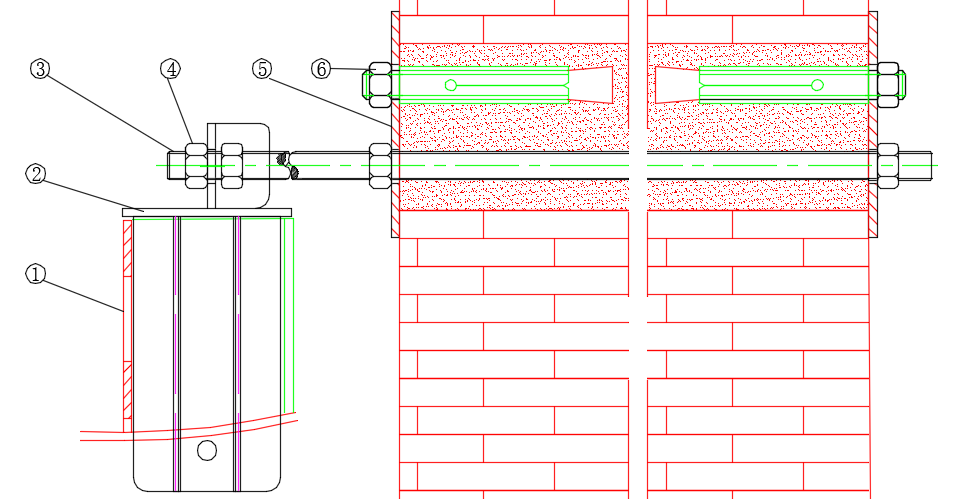 ③ ④ ⑤ ⑥
②
①